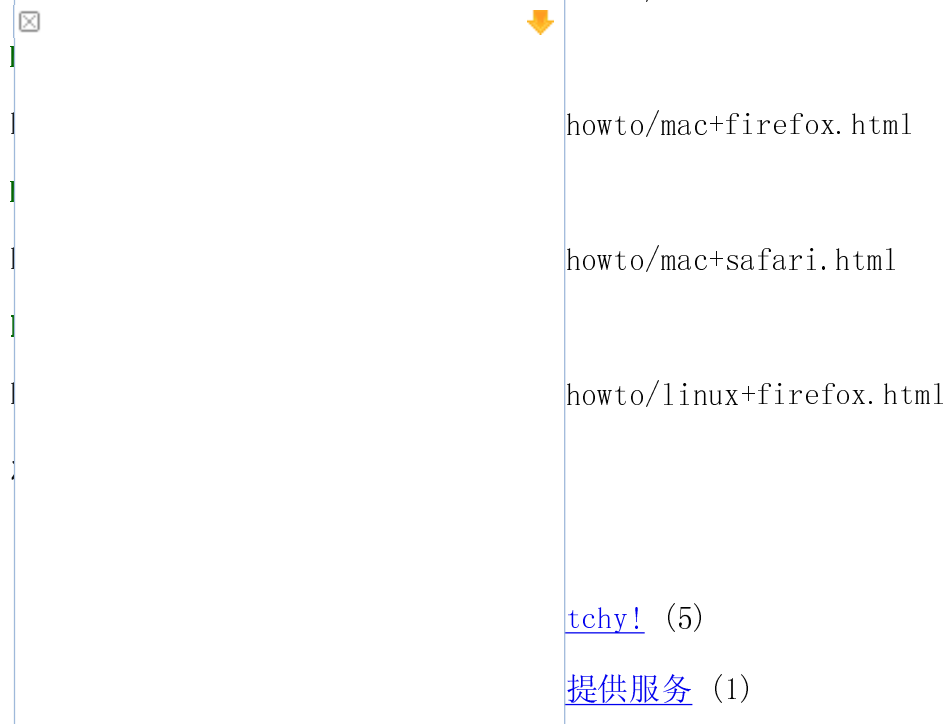 howto/mac+firefox.html
howto/mac+safari.html
howto/linux+firefox.html
tchy! (5)
提供服务 (1)